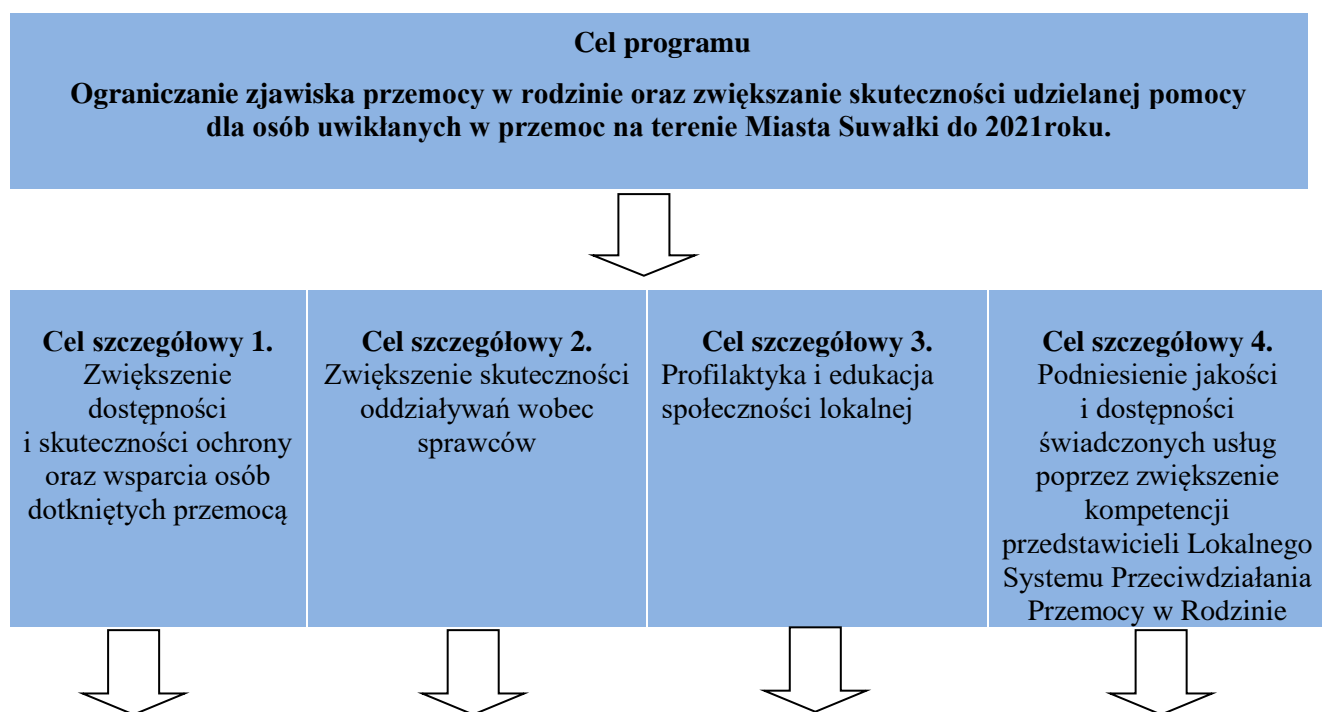 Cel programu
Ograniczanie zjawiska przemocy w rodzinie oraz zwiększanie skuteczności udzielanej pomocy
dla osób uwikłanych w przemoc na terenie Miasta Suwałki do 2021roku.
Cel szczegółowy 1.
Zwiększenie
dostępności
i skuteczności ochrony
oraz wsparcia osób
dotkniętych przemocą
Cel szczegółowy 2.
Zwiększenie skuteczności
oddziaływań wobec
sprawców
Cel szczegółowy 3.
Profilaktyka i edukacja
społeczności lokalnej
Cel szczegółowy 4.
Podniesienie jakości
i dostępności
świadczonych usług
poprzez zwiększenie
kompetencji
przedstawicieli Lokalnego
Systemu Przeciwdziałania
Przemocy w Rodzinie